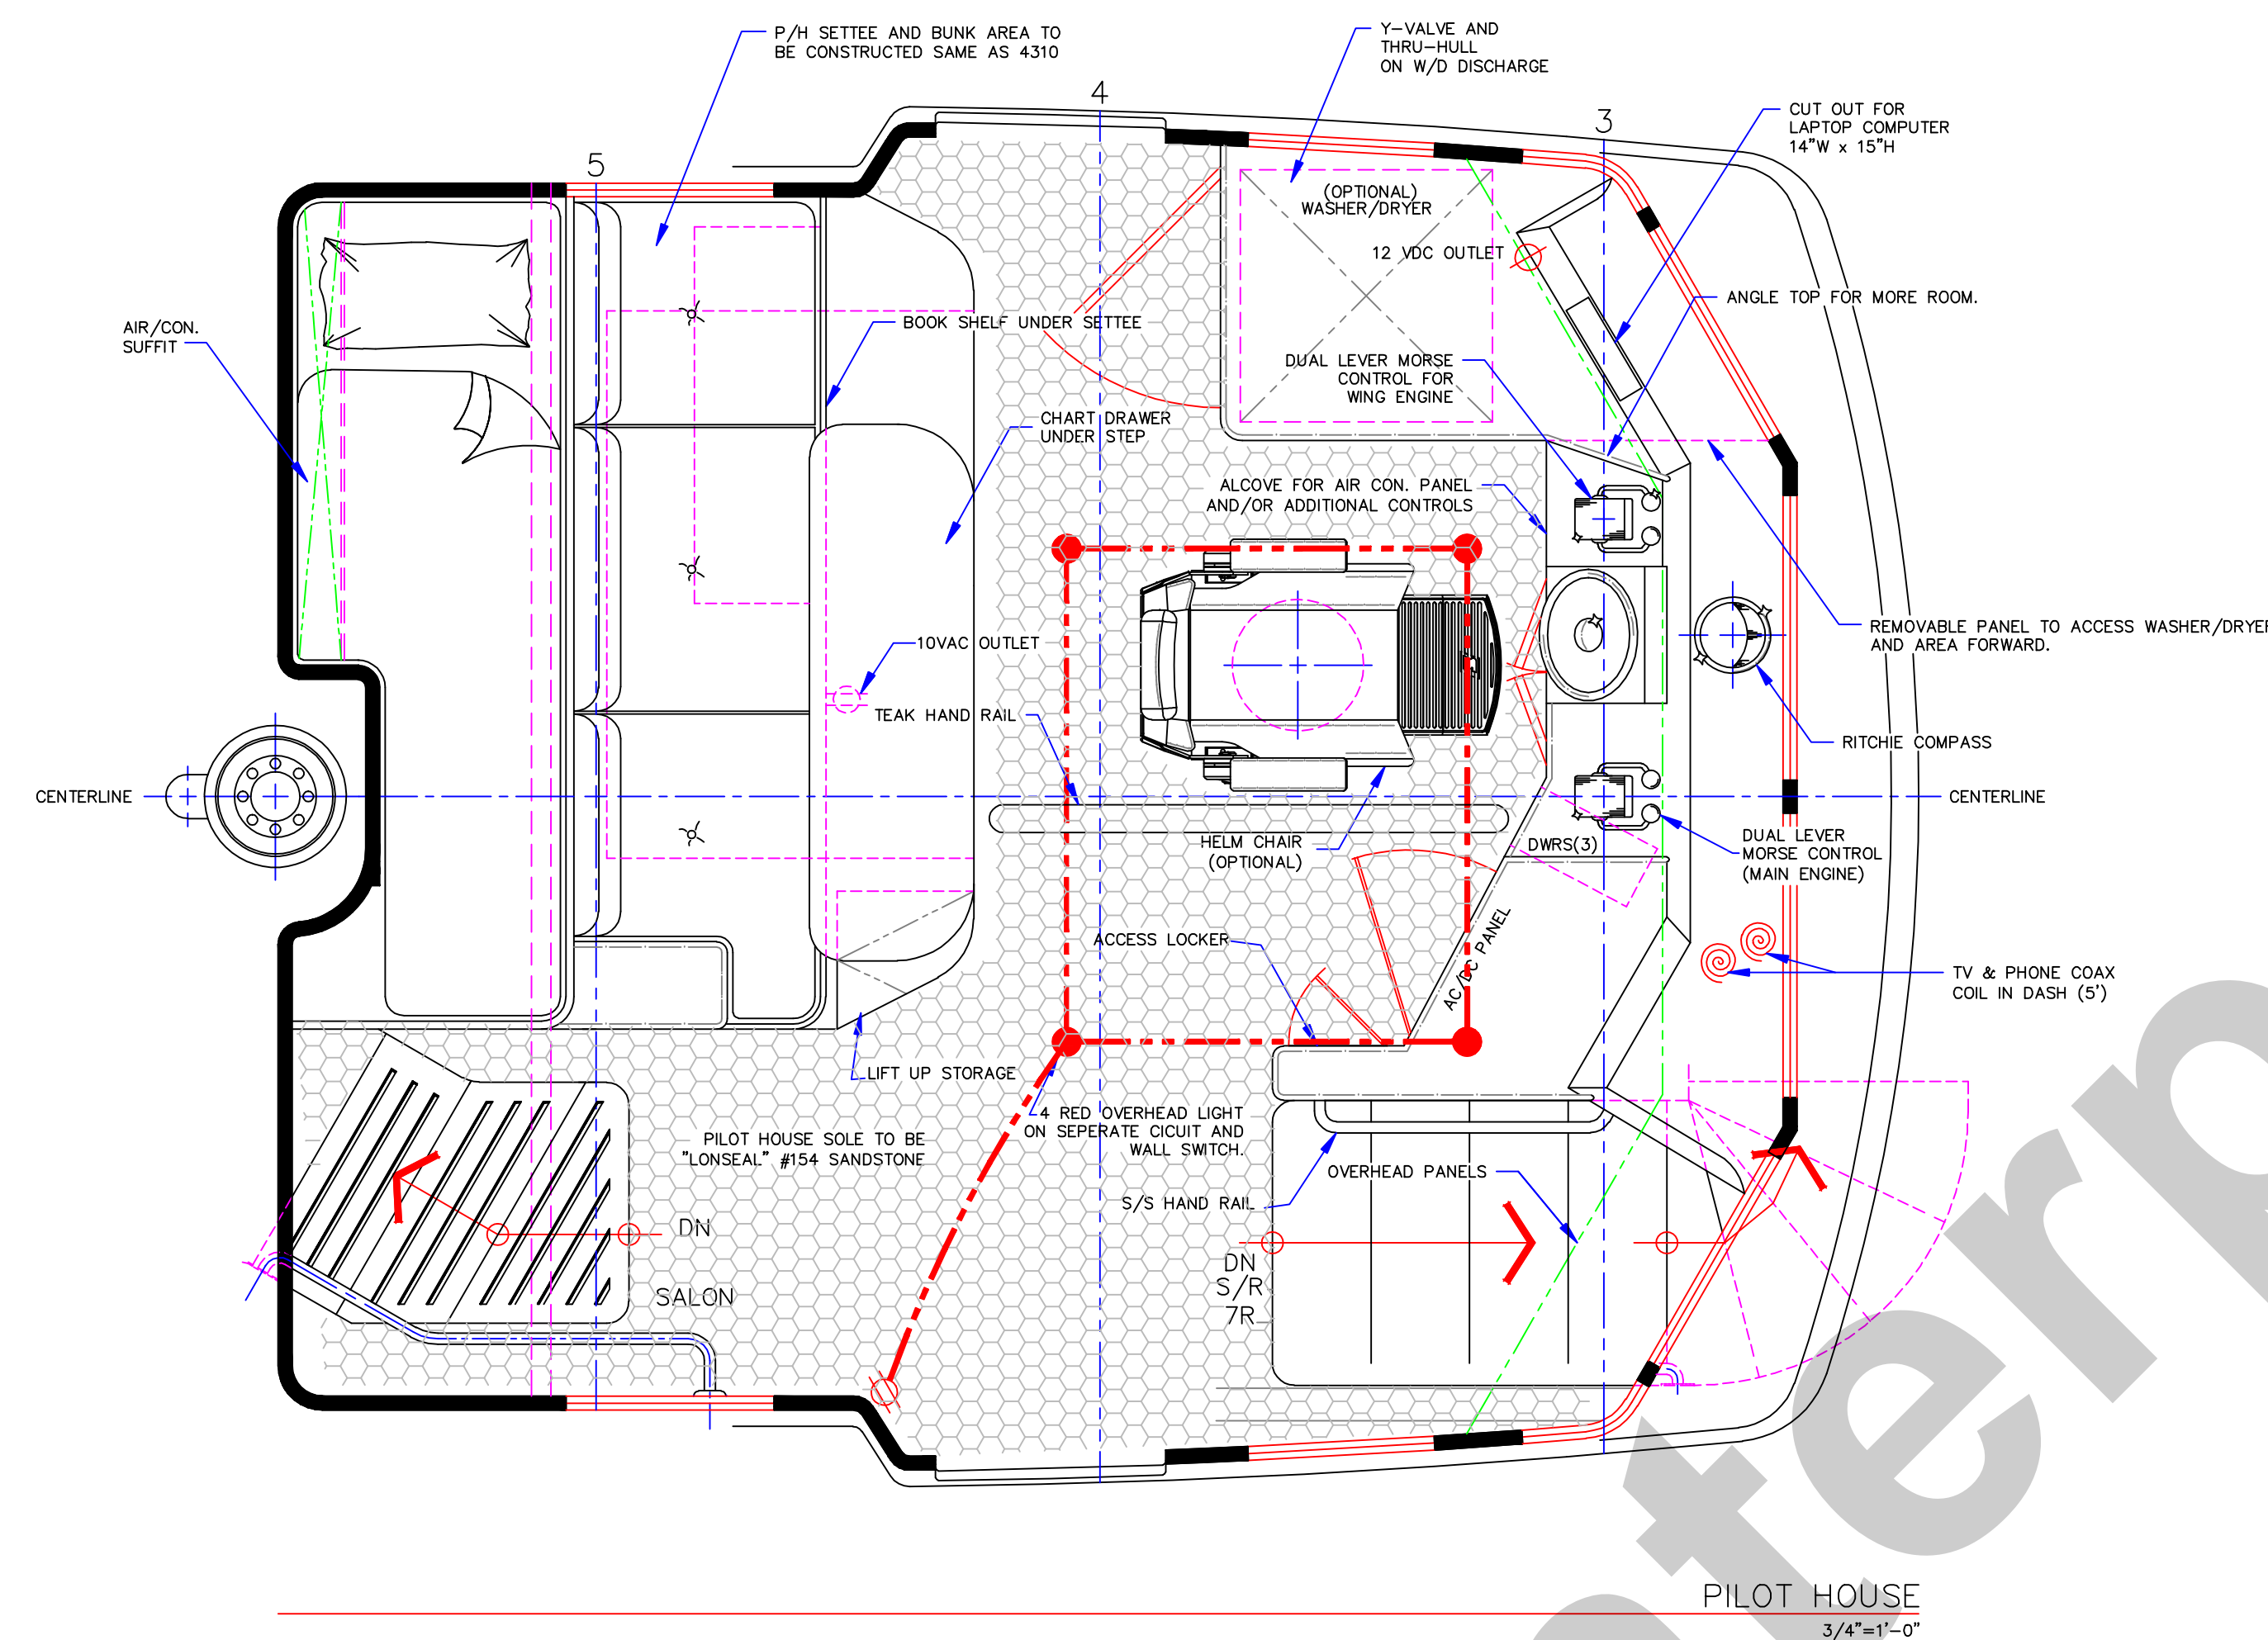 P/H SETTEE AND BUNK AREA TO
BE CONSTRUCTED SAME AS 4310
Y-VALVE AND
THRU-HULL
ON W/D DISCHARGE
4
3
5
CUT OUT FOR
LAPTOP COMPUTER
14"W x 15"H
(OPTIONAL)
WASHER/DRYER
12 VDC OUTLET
ANGLE TOP FOR MORE ROOM.
AIR/CON.
SUFFIT
BOOK SHELF UNDER SETTEE
DUAL LEVER MORSE
CONTROL FOR
WING ENGINE
CHART DRAWER
UNDER STEP
ALCOVE FOR AIR CON. PANEL
AND/OR ADDITIONAL CONTROLS
REMOVABLE PANEL TO ACCESS WASHER/DRYER
AND AREA FORWARD.
10VAC OUTLET
TEAK HAND RAIL
RITCHIE COMPASS
CENTERLINE
CENTERLINE
HELM CHAIR
(OPTIONAL)
DWRS(3)
DUAL LEVER
MORSE CONTROL
(MAIN ENGINE)
ACCESS LOCKER
AC/DC PANEL
TV & PHONE COAX
COIL IN DASH (5')
LIFT UP STORAGE
4 RED OVERHEAD LIGHT
ON SEPERATE CICUIT AND
WALL SWITCH.
PILOT HOUSE SOLE TO BE
"LONSEAL" #154 SANDSTONE
OVERHEAD PANELS
S/S HAND RAIL
DN
SALON
DN
S/R
7R
PILOT HOUSE
3/4"=1'-0"